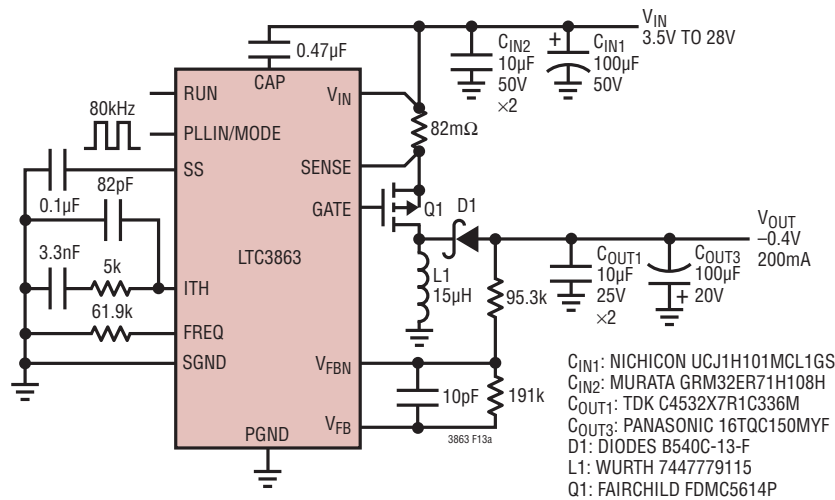 VIN
3.5V TO 28V
0.47µF
CIN2
10µF
50V
×2
+
CIN1
100µF
50V
CAP
RUN
VIN
80kHz
PLLIN/MODE
82mΩ
SS
SENSE
82pF
0.1µF
GATE
Q1
D1
VOUT
–0.4V
200mA
LTC3863
3.3nF
5k
ITH
L1
15µH
95.3k
COUT1
10µF
25V
×2
COUT3
100µF
+ 20V
61.9k
FREQ
SGND
VFBN
10pF
191k
VFB
PGND
3863 F13a
CIN1: NICHICON UCJ1H101MCL1GS
CIN2: MURATA GRM32ER71H108H
COUT1: TDK C4532X7R1C336M
COUT3: PANASONIC 16TQC150MYF
D1: DIODES B540C-13-F
L1: WURTH 7447779115
Q1: FAIRCHILD FDMC5614P